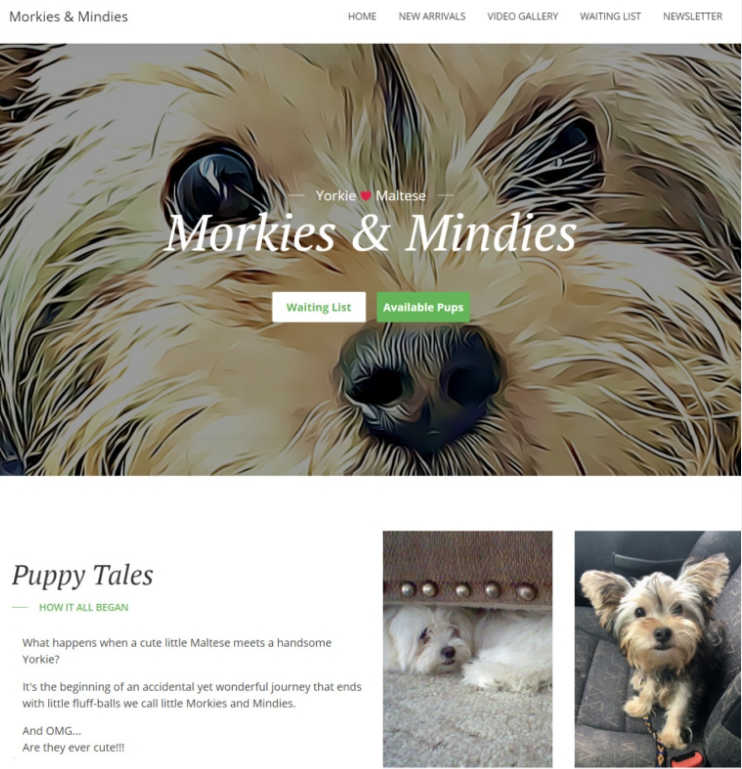 Morkies & Mindies
HOME NEW ARRIVALS VIDEO GALLERY WAITING LIST NEWSLETTER
Yorkie ❤ Maltese
Morkies & Mindies
Waiting List Available Pups
Puppy Tales
HOW IT ALL BEGAN
What happens when a cute little Maltese meets a handsome
Yorkie?
It's the beginning of an accidental yet wonderful journey that ends
with little fluff-balls we call little Morkies and Mindies.
And OMG...
Are they ever cute!!!